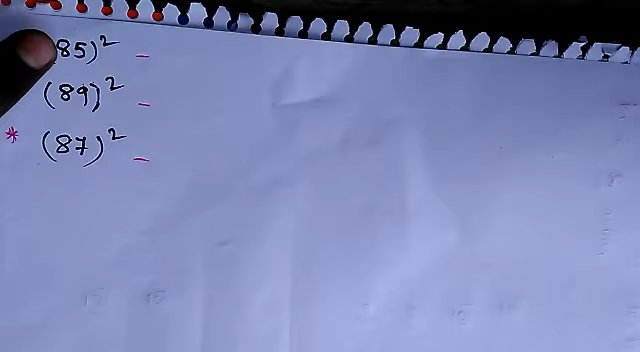 85)² -
(89)² -
* (87)² -